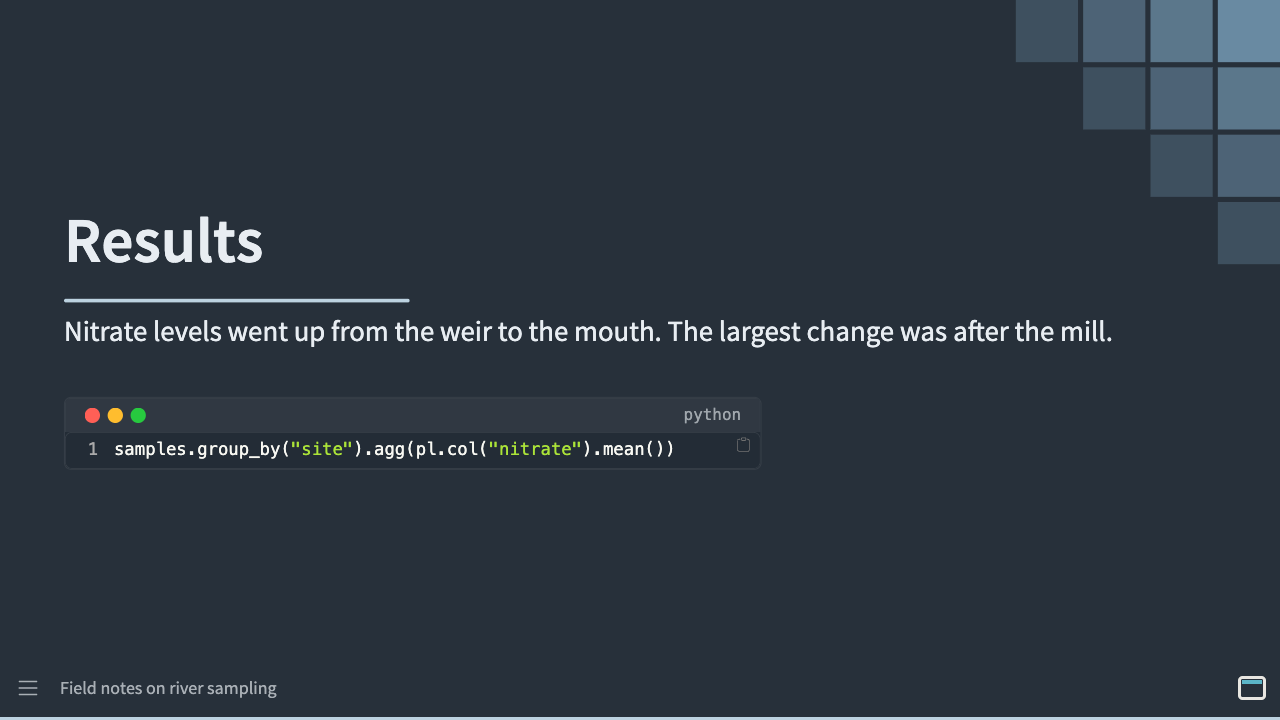 Results
Nitrate levels went up from the weir to the mouth. The largest change was after the mill.
python
1 samples.group_by("site").agg(pl.col("nitrate").mean())
Field notes on river sampling